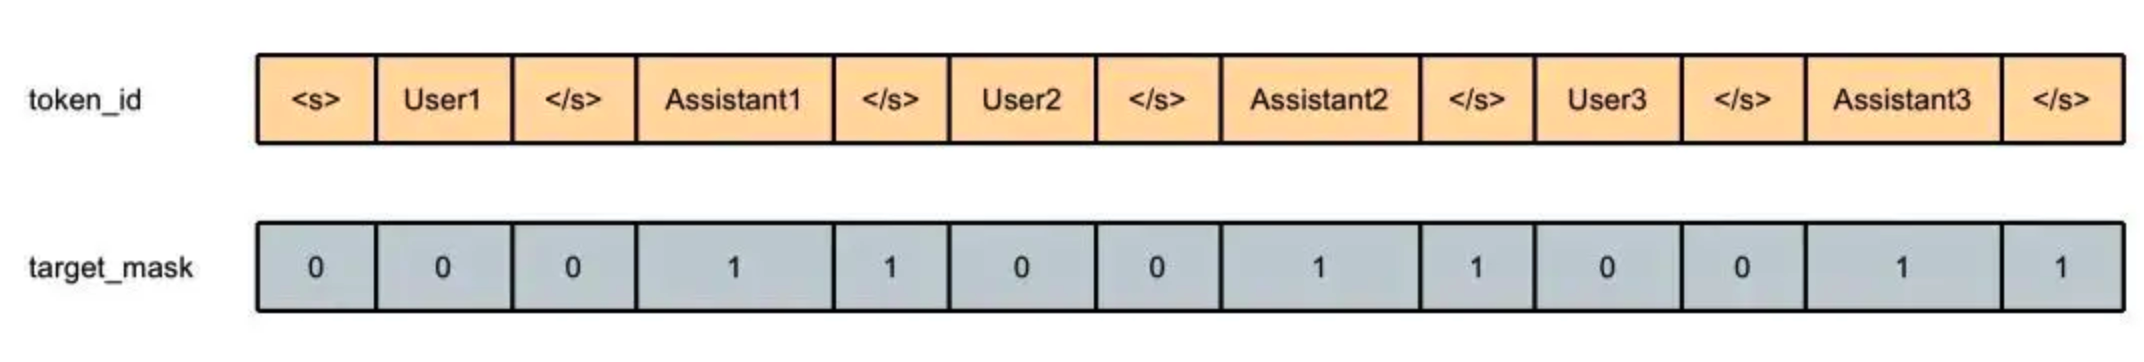 token_id <s> User1 </s> Assistant1 </s> User2 </s> Assistant2 </s> User3 </s> Assistant3 </s>
target_mask 0 0 0 1 1 0 0 1 1 0 0 1 1